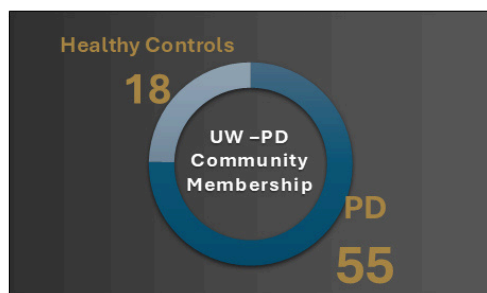 Healthy Controls
18
UW –PD
Community
Membership
PD
55